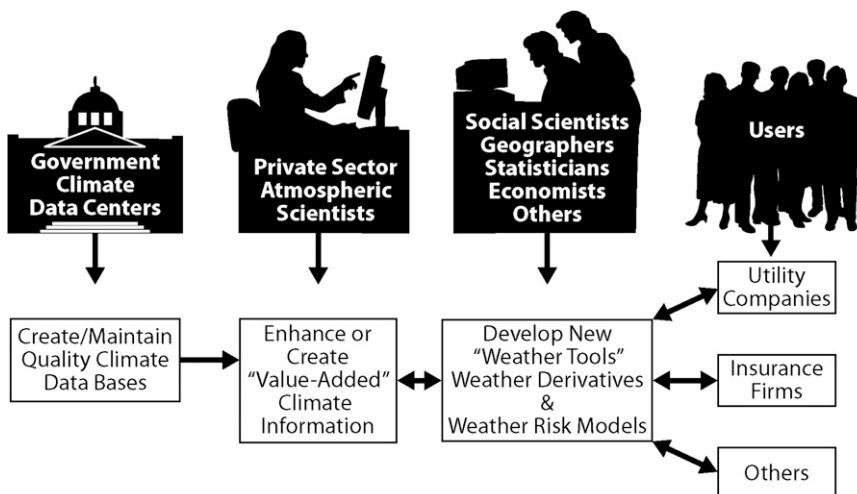 Government
Climate
Data Centers
Private Sector
Atmospheric
Scientists
Social Scientists
Geographers
Statisticians
Economists
Others
Users
Create/Maintain
Quality Climate
Data Bases
Enhance or
Create
“Value-Added”
Climate
Information
Develop New
“Weather Tools”
Weather Derivatives
&
Weather Risk Models
Utility
Companies
Insurance
Firms
Others